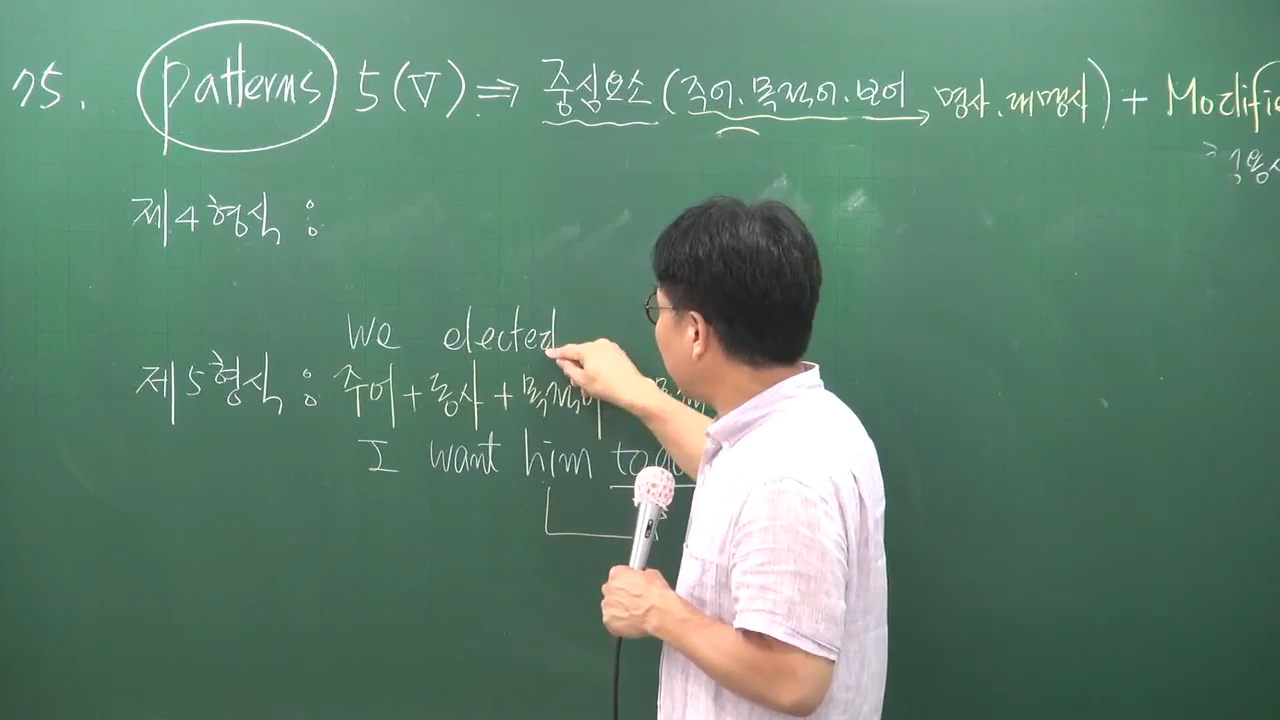 75. patterns 5(V) ⇒ 중심요소 (주어.목적어.보어 → 명사.대명사) + Modifie
제4형식 :
We elected
제5형식 : 주어 + 동사 + 목적어
I want him to